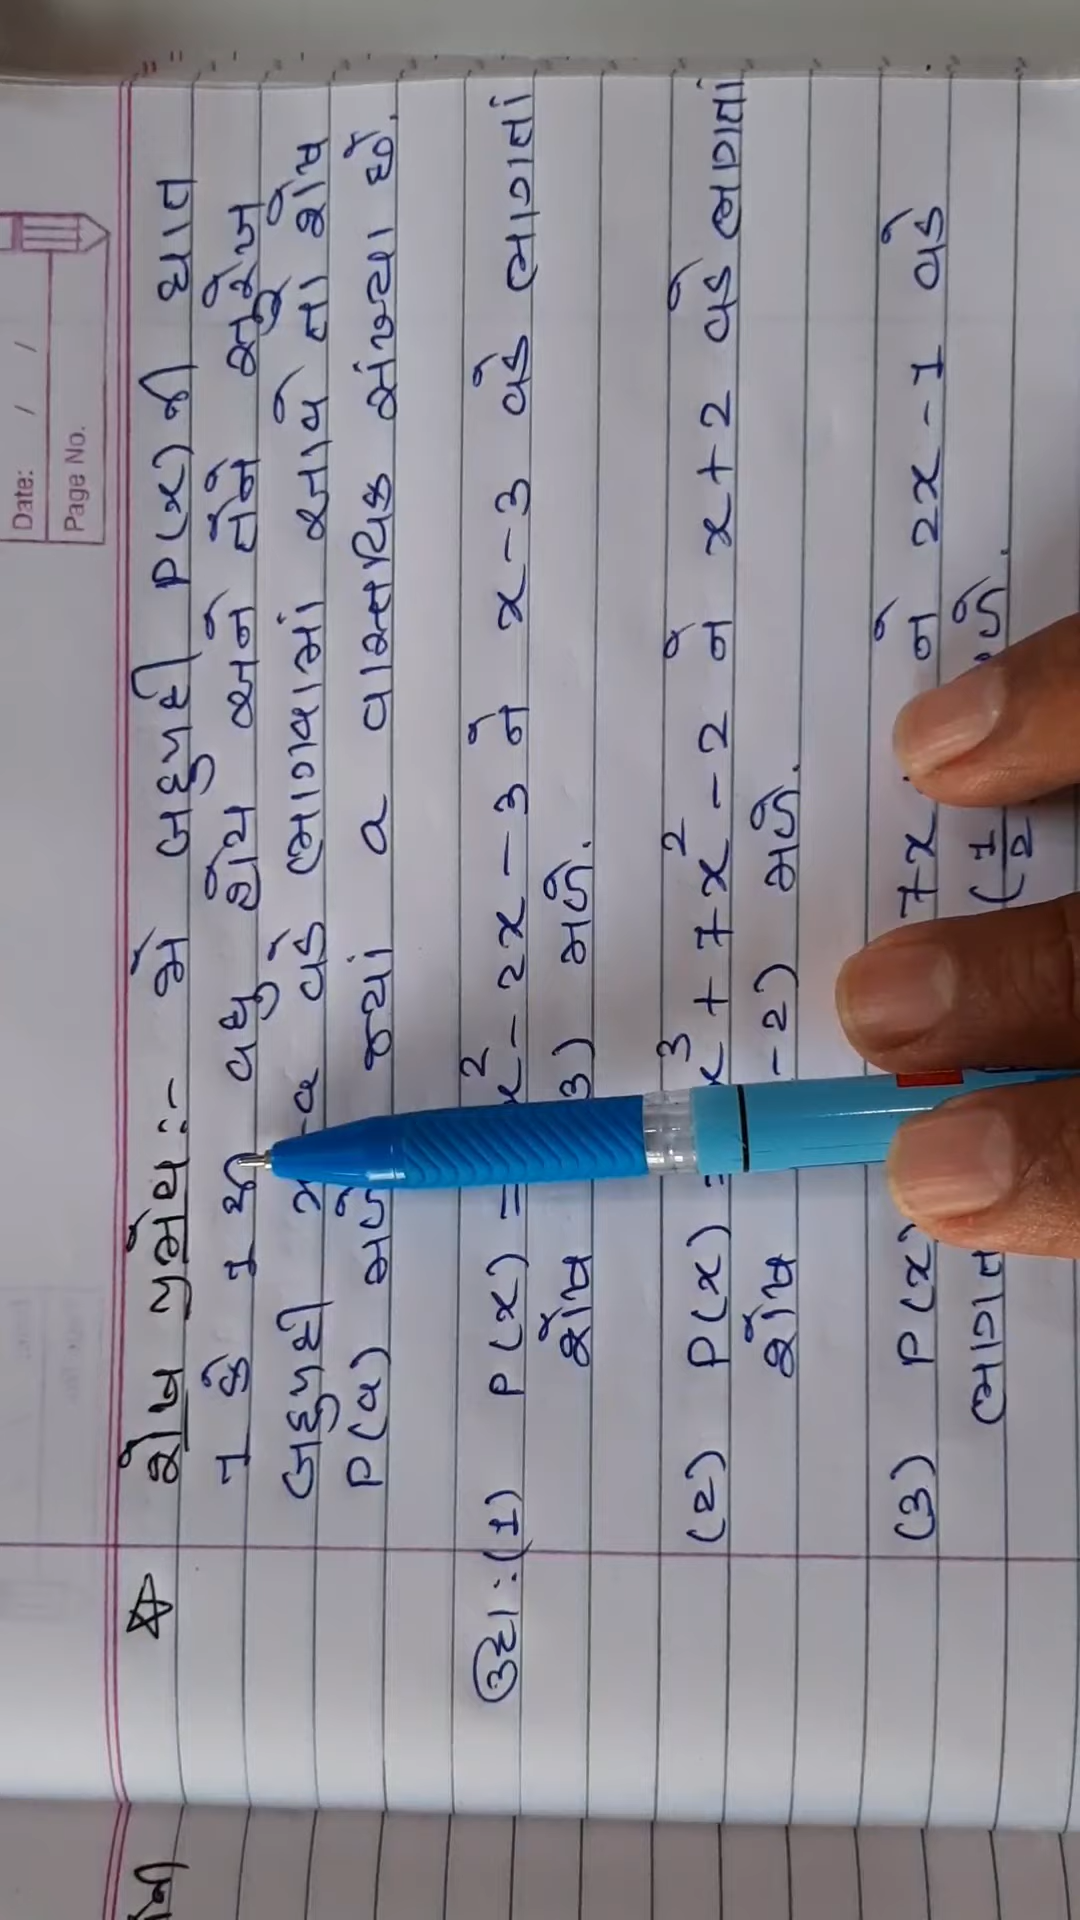 Date: / /
Page No.
☆ શેષ પ્રમેય :- જો બહુપદી P(x) ની ઘાત
1 કે 1 થી વધુ હોય અને તેને સુરેખ
બહુપદી x-a વડે ભાગવામાં આવે તો શેષ
P(a) મળે જ્યાં a વાસ્તવિક સંખ્યા છે.
ઉદા. :(1) P(x) = x² - 2x - 3 ને x - 3 વડે ભાગતાં
શેષ 3) મળે.
(2) P(x) = x³ + 7x² - 2 ને x + 2 વડે ભાગતાં
શેષ -2) મળે.
(3) P(x) 7x ને 2x - 1 વડે
ભાગત (1/2 મળે.